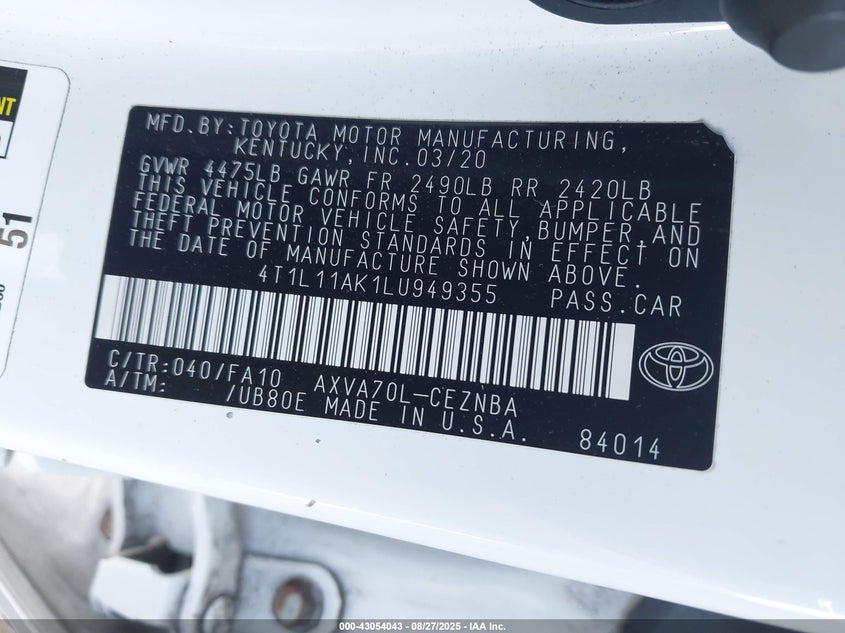 MFD.BY:TOYOTA MOTOR MANUFACTURING,
KENTUCKY,INC.03/20
GVWR 4475LB GAWR FR 2490LB RR 2420LB
THIS VEHICLE CONFORMS TO ALL APPLICABLE
FEDERAL MOTOR VEHICLE SAFETY,BUMPER,AND
THEFT PREVENTION STANDARDS IN EFFECT ON
THE DATE OF MANUFACTURE SHOWN ABOVE.
4T1L11AK1LU949355 PASS.CAR
C/TR:040/FA10 AXVA70L-CEZNBA
A/TM: /UB80E MADE IN U.S.A.
84014
51
000-43054043 | 08/27/2025 - IAA Inc.